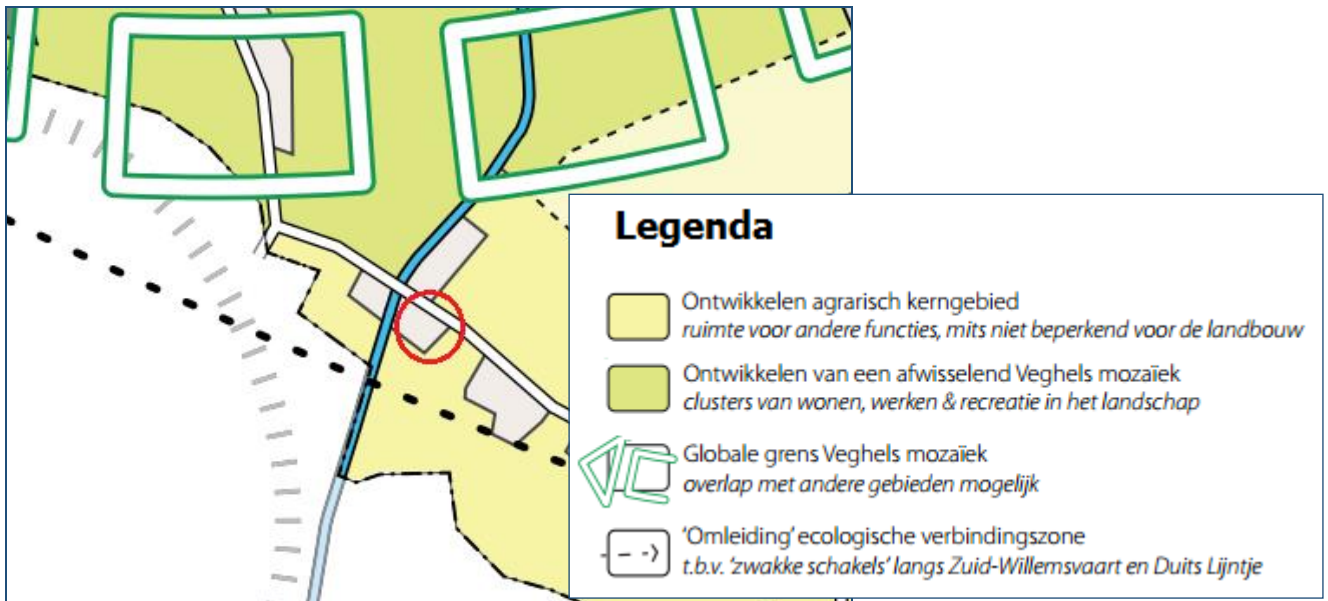 Legenda
Ontwikkelen agrarisch kerngebied
ruimte voor andere functies, mits niet beperkend voor de landbouw
Ontwikkelen van een afwisselend Veghels mozaïek
clusters van wonen, werken & recreatie in het landschap
Globale grens Veghels mozaïek
overlap met andere gebieden mogelijk
'Omleiding' ecologische verbindingszone
t.b.v. 'zwakke schakels' langs Zuid-Willemsvaart en Duits Lijntje